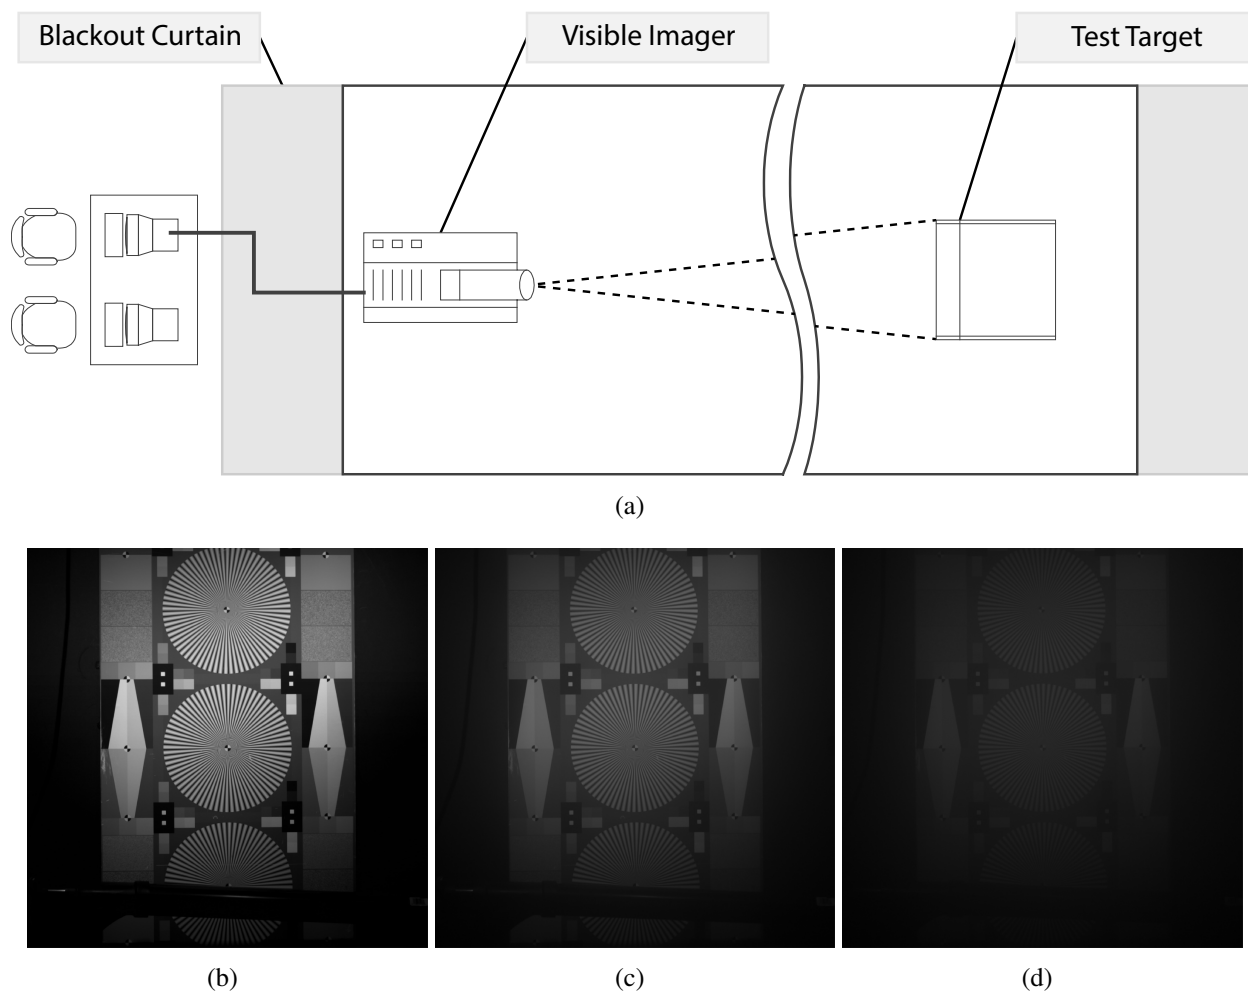 Blackout Curtain
Visible Imager
Test Target
(a)
(b)
(c)
(d)